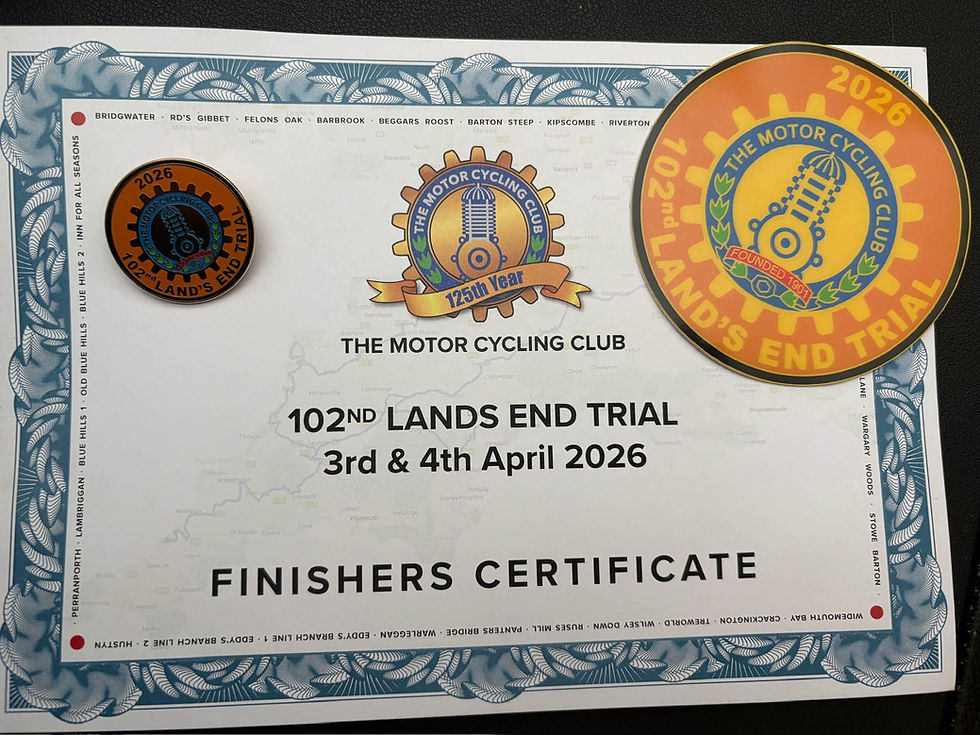 BRIDGWATER · RD'S GIBBET · FELONS OAK · BARBROOK · BEGGARS ROOST · BARTON STEEP · KIPSCOMBE · RIVERTON
2026
THE MOTOR CYCLING CLUB
102nd LAND'S END TRIAL
THE MOTOR CYCLING CLUB
125th Year
2026
THE MOTOR CYCLING CLUB
FOUNDED 1901
102nd LAND'S END TRIAL
THE MOTOR CYCLING CLUB
102ND LANDS END TRIAL
3rd & 4th April 2026
FINISHERS CERTIFICATE
LANE · WARGARY WOODS · STOWE BARTON ·
WIDEMOUTH BAY · CRACKINGTON · TREWORLD · WILSEY DOWN · RUSES MILL · PANTERS BRIDGE · WARLEGGAN · EDDY'S BRANCH LINE 1 · EDDY'S BRANCH LINE 2 · HUSTYN
· PERRANPORTH · LAMBRIGGAN · BLUE HILLS 1 · OLD BLUE HILLS · BLUE HILLS 2 · INN FOR ALL SEASONS